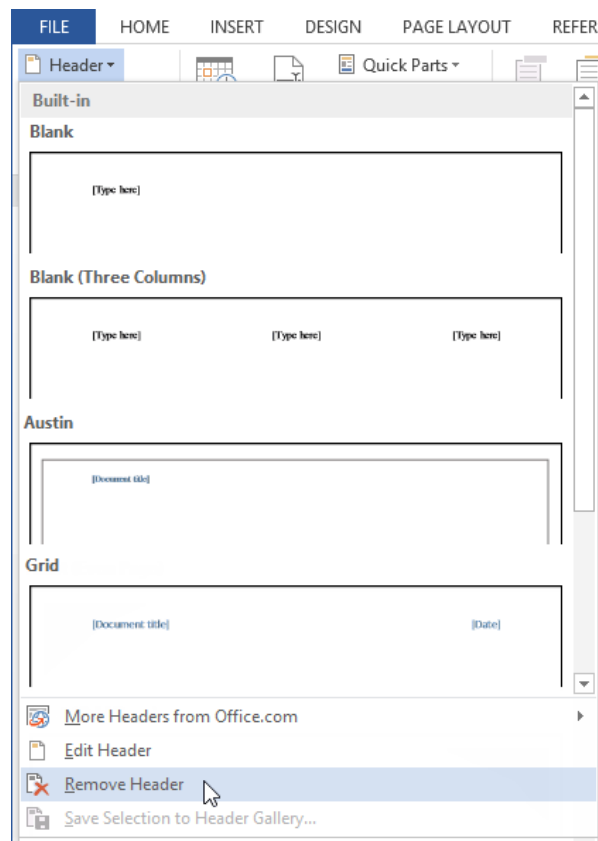 FILE HOME INSERT DESIGN PAGE LAYOUT REFER
Header Quick Parts
Built-in
Blank
[Type here]
Blank (Three Columns)
[Type here] [Type here] [Type here]
Austin
[Document title]
Grid
[Document title] [Date]
More Headers from Office.com
Edit Header
Remove Header
Save Selection to Header Gallery...